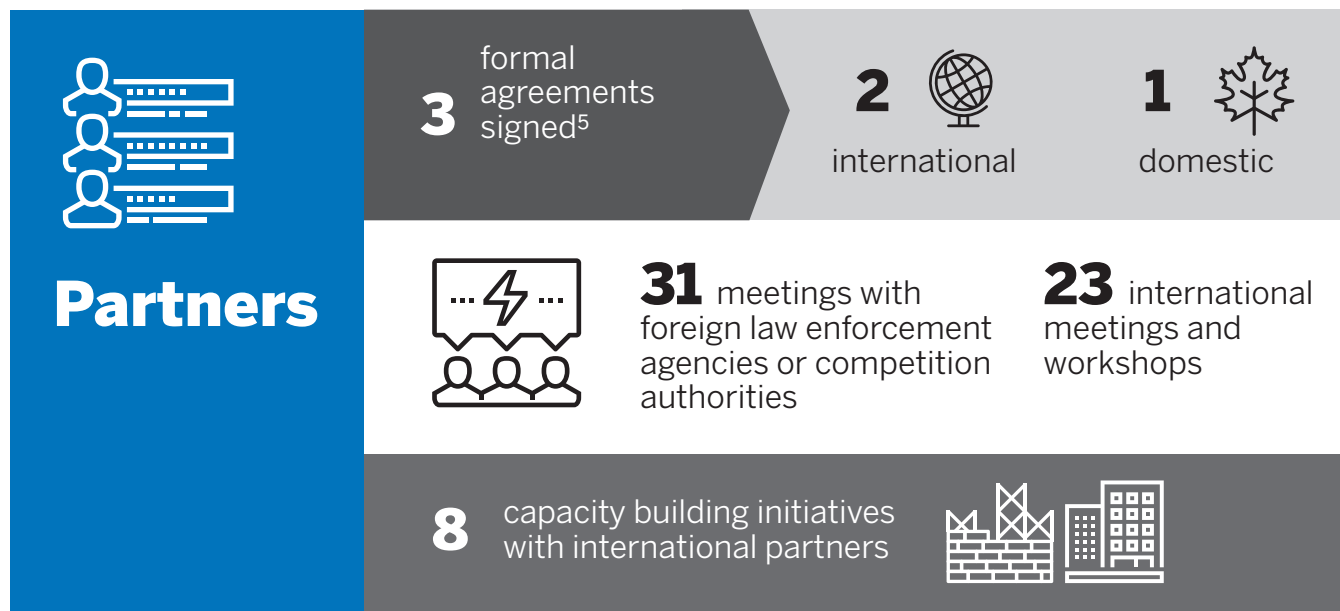 Partners
3 formal
agreements
signed⁵
2
international
1
domestic
31 meetings with
foreign law enforcement
agencies or competition
authorities
23 international
meetings and
workshops
8 capacity building initiatives
with international partners